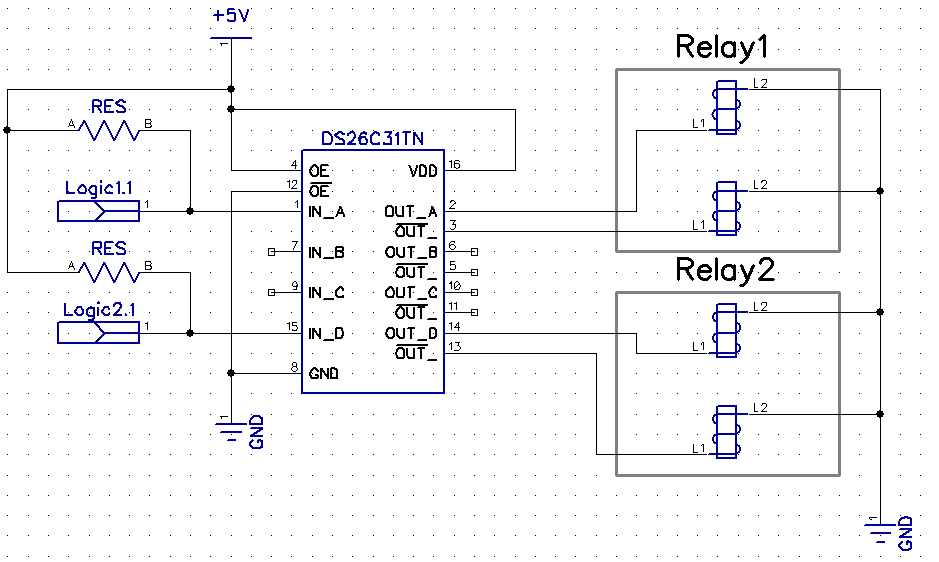 +5V
1
Relay1
RES
A B
L2
L1
DS26C31TN
4 OE VDD 16
12 OE
Logic1.1
1
1 IN_A OUT_A 2
OUT_ 3
L2
L1
7 IN_B OUT_B 6
RES
A B
OUT_ 5
Relay2
9 IN_C OUT_C 10
OUT_ 11
Logic2.1
1
15 IN_D OUT_D 14
OUT_ 13
L2
L1
8 GND
1
GND
L2
L1
1
GND